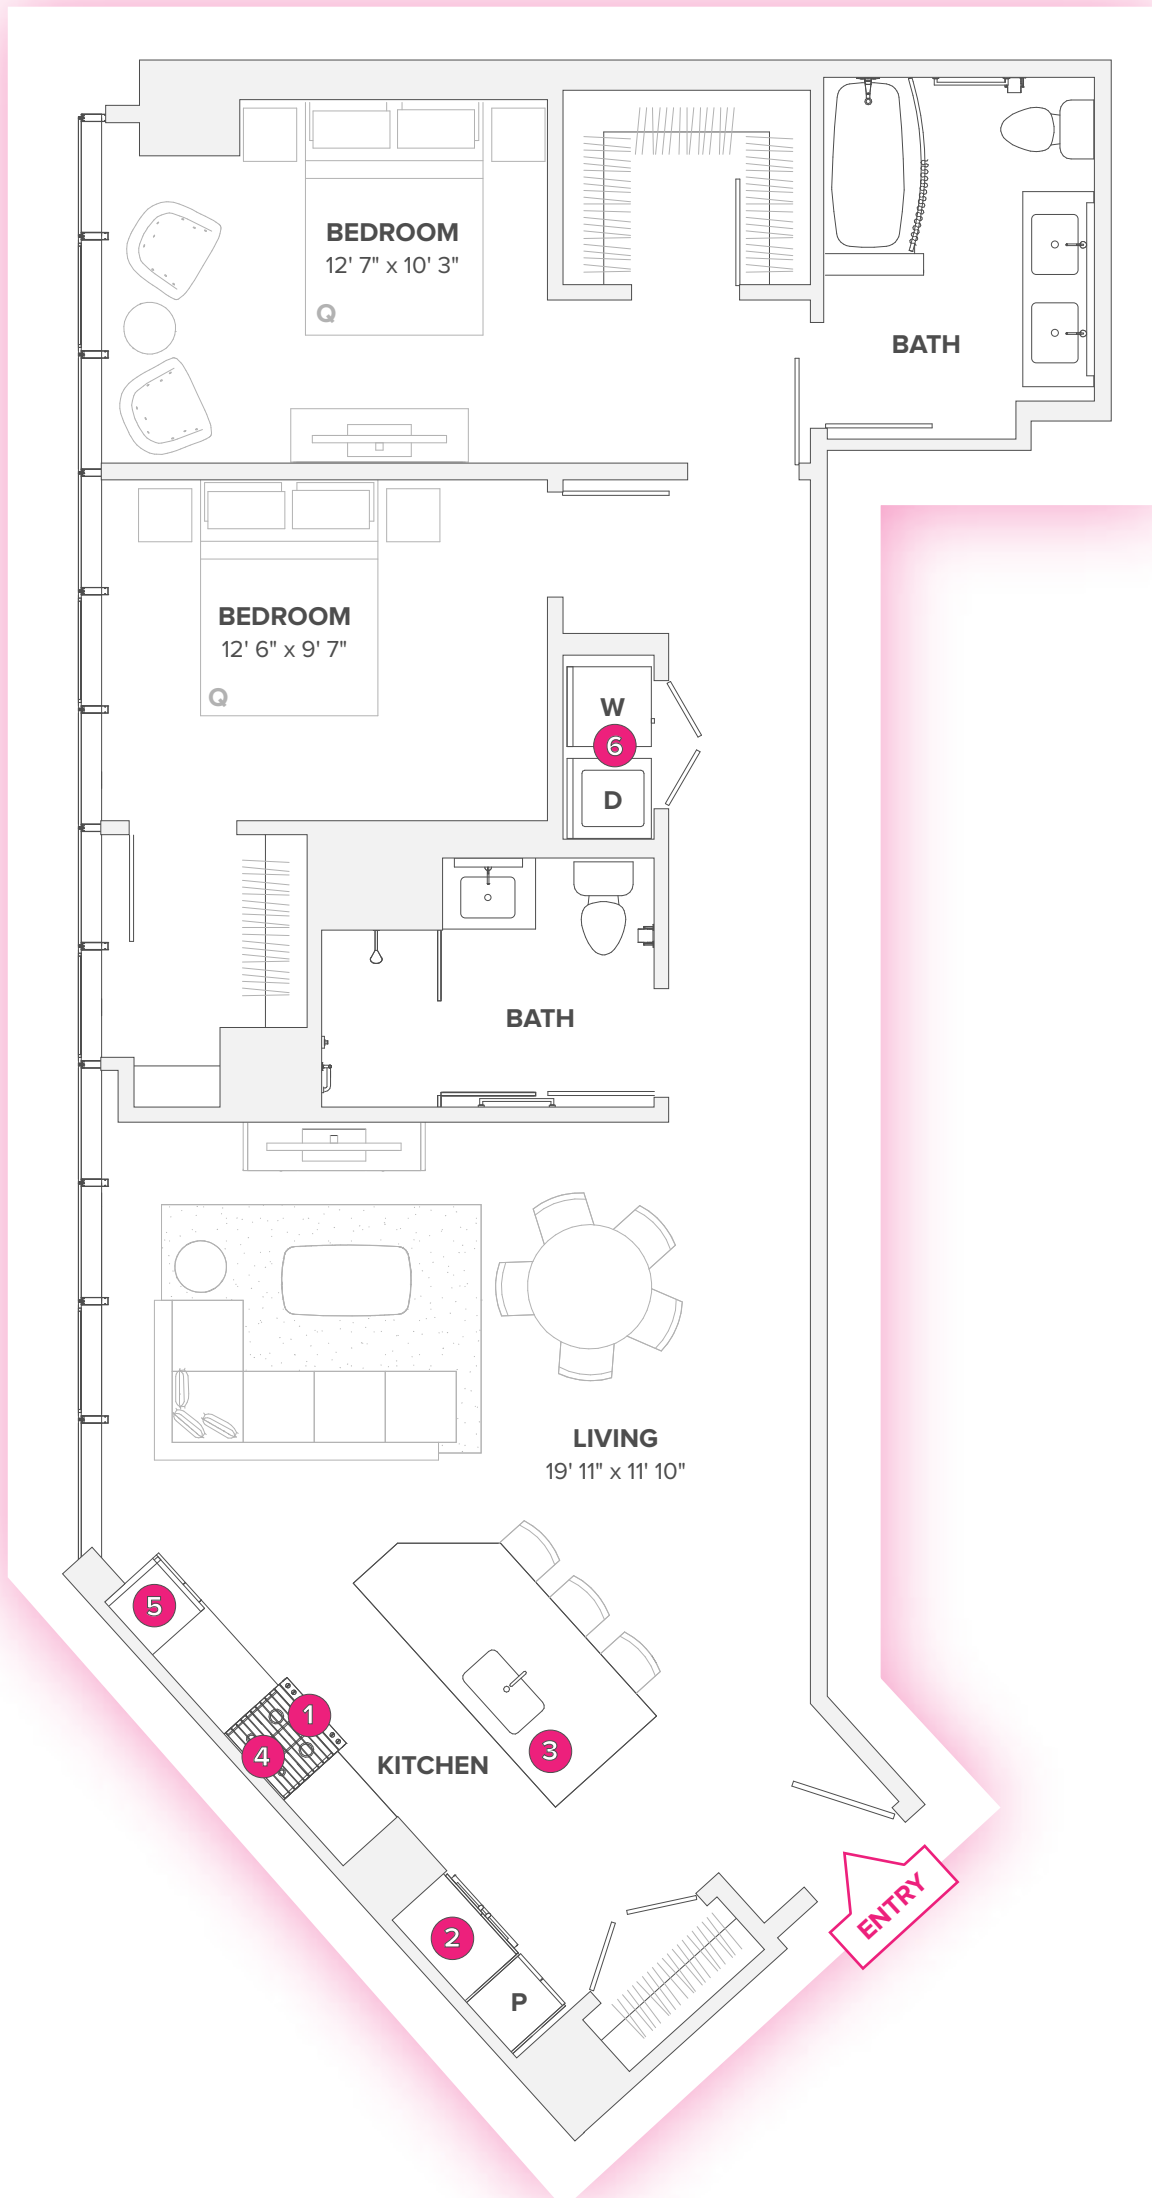 BEDROOM
12' 7" x 10' 3"
Q
BATH
BEDROOM
12' 6" x 9' 7"
Q
W
6
D
BATH
LIVING
19' 11" x 11' 10"
5
1
4
KITCHEN
3
ENTRY
2
P